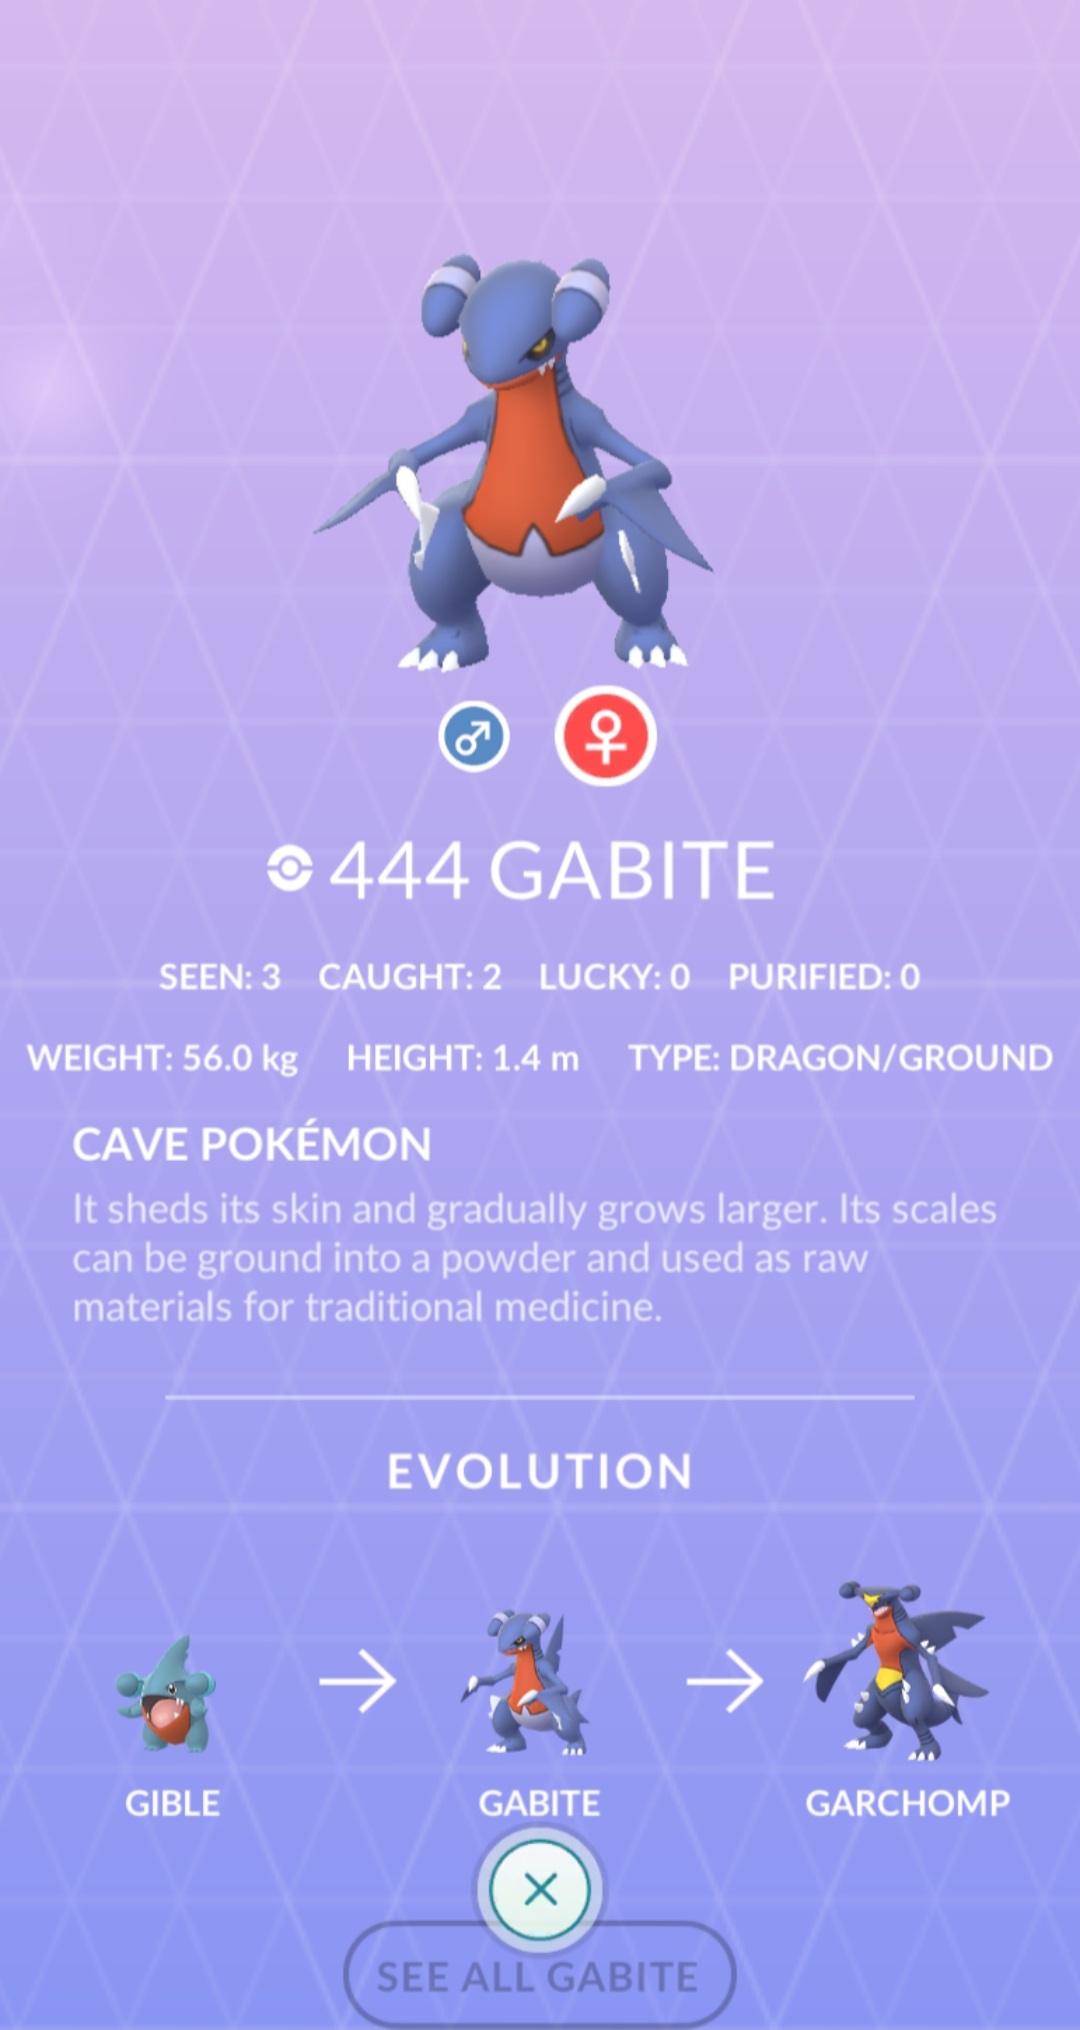 444 GABITE
SEEN: 3 CAUGHT: 2 LUCKY: 0 PURIFIED: 0
WEIGHT: 56.0 kg HEIGHT: 1.4 m TYPE: DRAGON/GROUND
CAVE POKÉMON
It sheds its skin and gradually grows larger. Its scales
can be ground into a powder and used as raw
materials for traditional medicine.
EVOLUTION
GIBLE GABITE GARCHOMP
SEE ALL GABITE